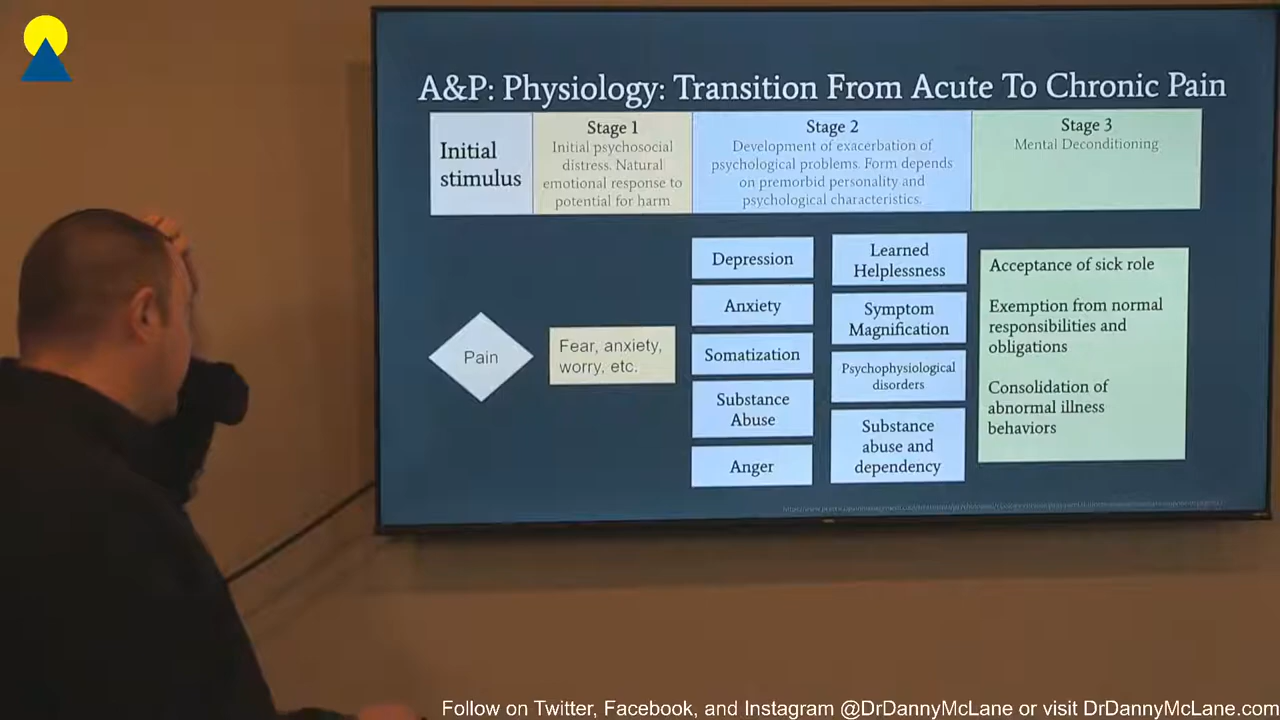 A&P: Physiology: Transition From Acute To Chronic Pain
Initial
stimulus
Stage 1
Initial psychosocial
distress. Natural
emotional response to
potential for harm
Stage 2
Development of exacerbation of
psychological problems. Form depends
on premorbid personality and
psychological characteristics.
Stage 3
Mental Deconditioning
Pain
Fear, anxiety,
worry, etc.
Depression
Anxiety
Somatization
Substance
Abuse
Anger
Learned
Helplessness
Symptom
Magnification
Psychophysiological
disorders
Substance
abuse and
dependency
Acceptance of sick role
Exemption from normal
responsibilities and
obligations
Consolidation of
abnormal illness
behaviors
Follow on Twitter, Facebook, and Instagram @DrDannyMcLane or visit DrDannyMcLane.com